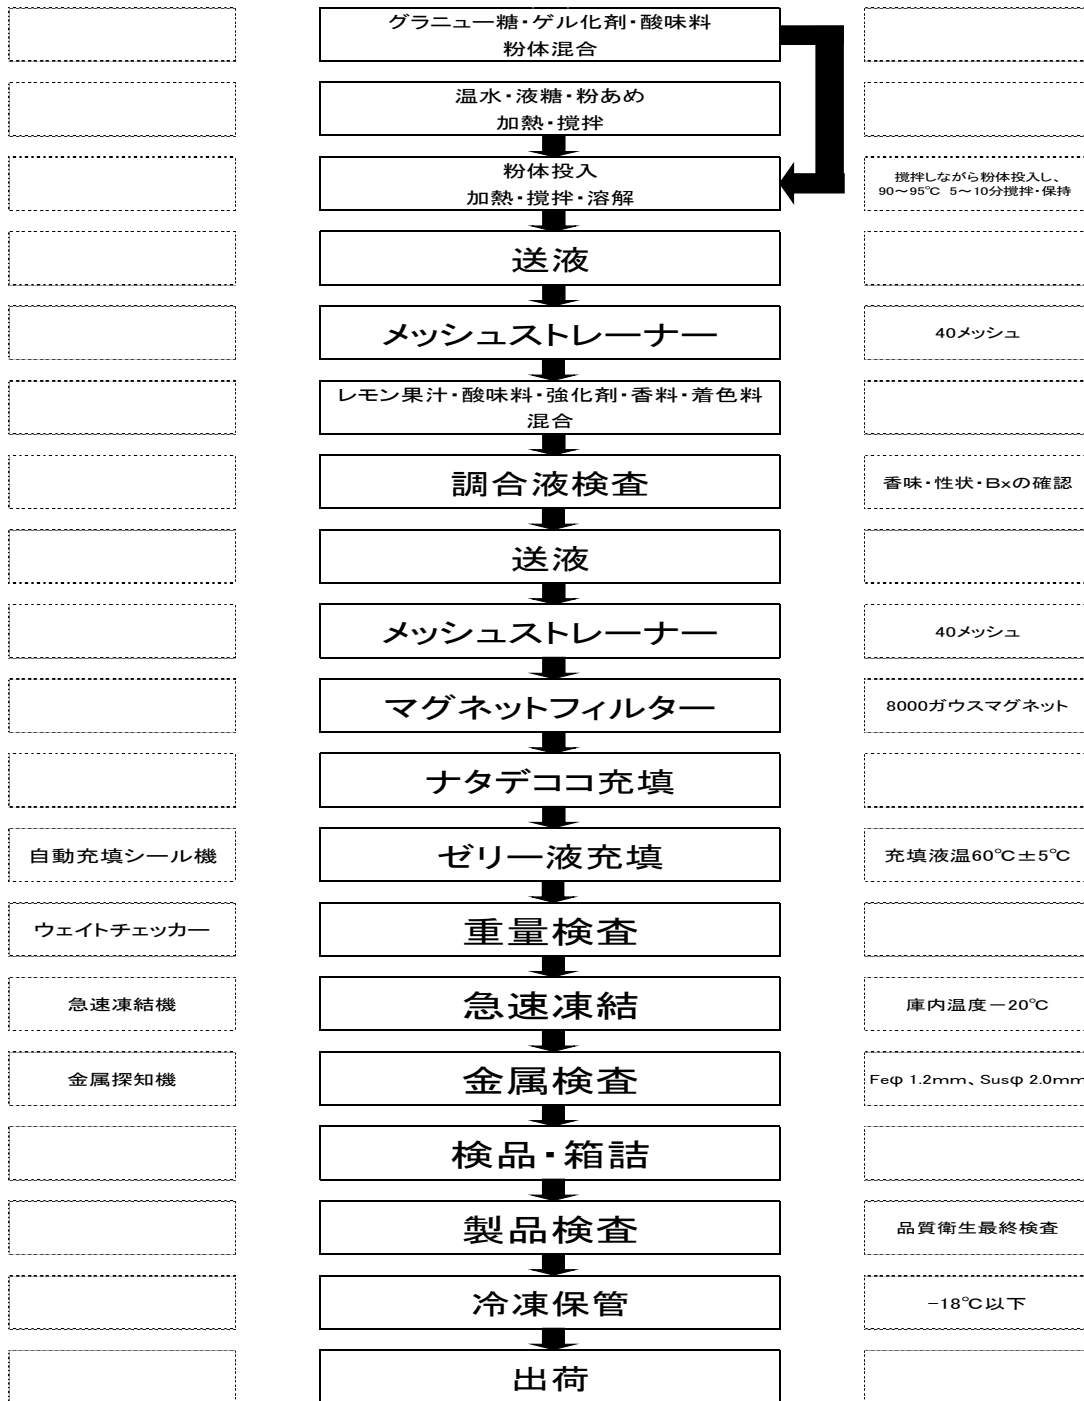 グラニュー糖・ゲル化剤・酸味料
粉体混合
温水・液糖・粉あめ
加熱・撹拌
粉体投入
加熱・撹拌・溶解
撹拌しながら粉体投入し、
90～95℃ 5～10分撹拌・保持
送液
メッシュストレーナー
40メッシュ
レモン果汁・酸味料・強化剤・香料・着色料
混合
調合液検査
香味・性状・Bxの確認
送液
メッシュストレーナー
40メッシュ
マグネットフィルター
8000ガウスマグネット
ナタデココ充填
自動充填シール機
ゼリー液充填
充填液温60℃±5℃
ウェイトチェッカー
重量検査
急速凍結機
急速凍結
庫内温度－20℃
金属探知機
金属検査
Feφ 1.2mm、Susφ 2.0mm
検品・箱詰
製品検査
品質衛生最終検査
冷凍保管
-18℃以下
出荷